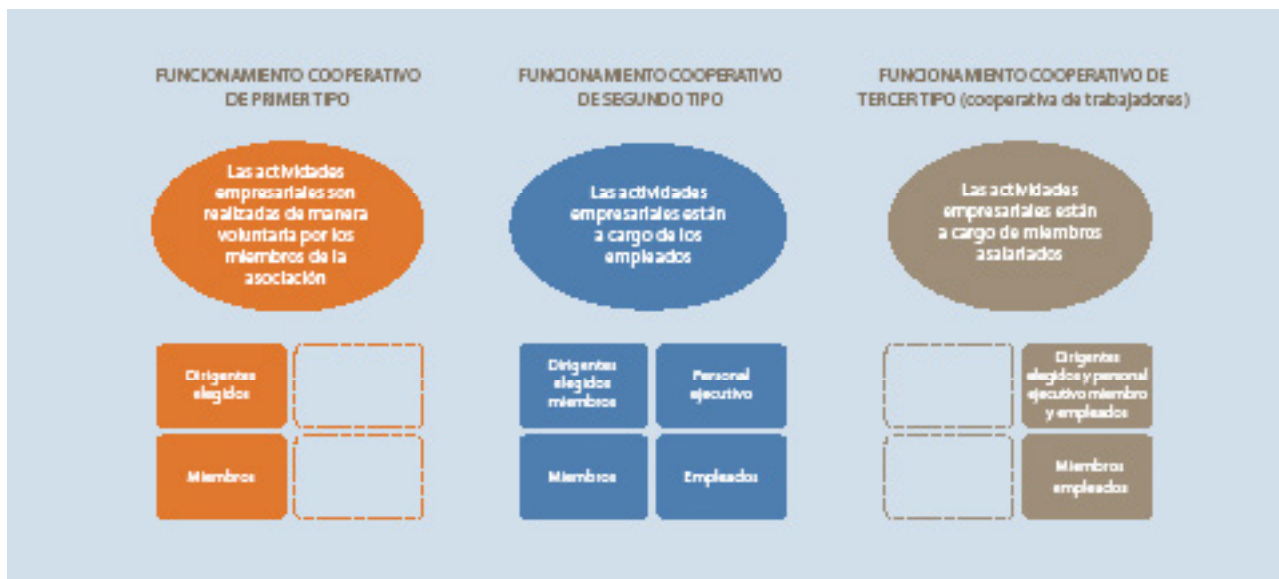 FUNCIONAMIENTO COOPERATIVO
DE PRIMER TIPO
Las actividades
empresariales son
realizadas de manera
voluntaria por los
miembros de la
asociación
Dirigentes
elegidos
Miembros
FUNCIONAMIENTO COOPERATIVO
DE SEGUNDO TIPO
Las actividades
empresariales están
a cargo de los
empleados
Dirigentes
elegidos
miembros
Personal
ejecutivo
Miembros
Empleados
FUNCIONAMIENTO COOPERATIVO DE
TERCER TIPO (cooperativa de trabajadores)
Las actividades
empresariales están
a cargo de miembros
asalariados
Dirigentes
elegidos y personal
ejecutivo miembro
y empleados
Miembros
empleados